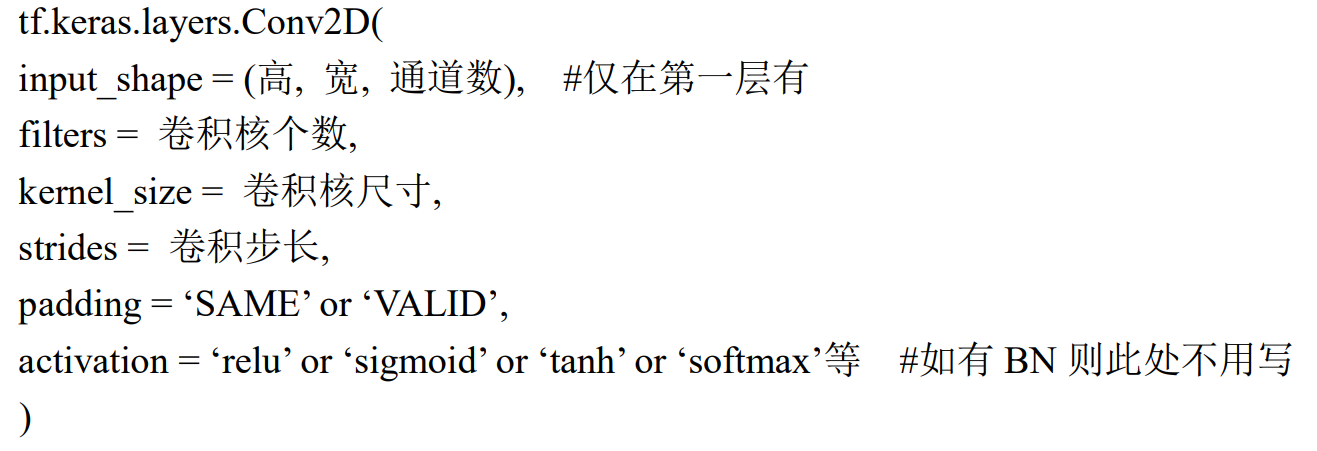 tf.keras.layers.Conv2D(
input_shape = (高, 宽, 通道数), #仅在第一层有
filters = 卷积核个数,
kernel_size = 卷积核尺寸,
strides = 卷积步长,
padding = ‘SAME’ or ‘VALID’,
activation = ‘relu’ or ‘sigmoid’ or ‘tanh’ or ‘softmax’等 #如有 BN 则此处不用写
)